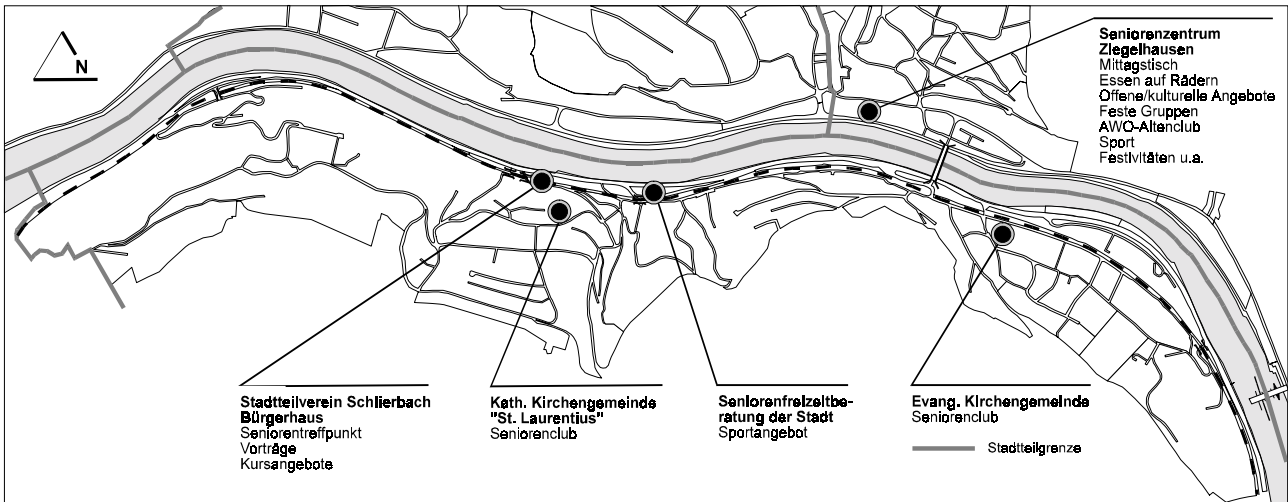 N
Seniorenzentrum
Ziegelhausen
Mittagstisch
Essen auf Rädern
Offene/kulturelle Angebote
Feste Gruppen
AWO-Altenclub
Sport
Festivitäten u.a.
Stadtteilverein Schlierbach
Bürgerhaus
Seniorentreffpunkt
Vorträge
Kursangebote
Kath. Kirchengemeinde
"St. Laurentius"
Seniorenclub
Seniorenfreizeitbe-
ratung der Stadt
Sportangebot
Evang. Kirchengemeinde
Seniorenclub
Stadtteilgrenze